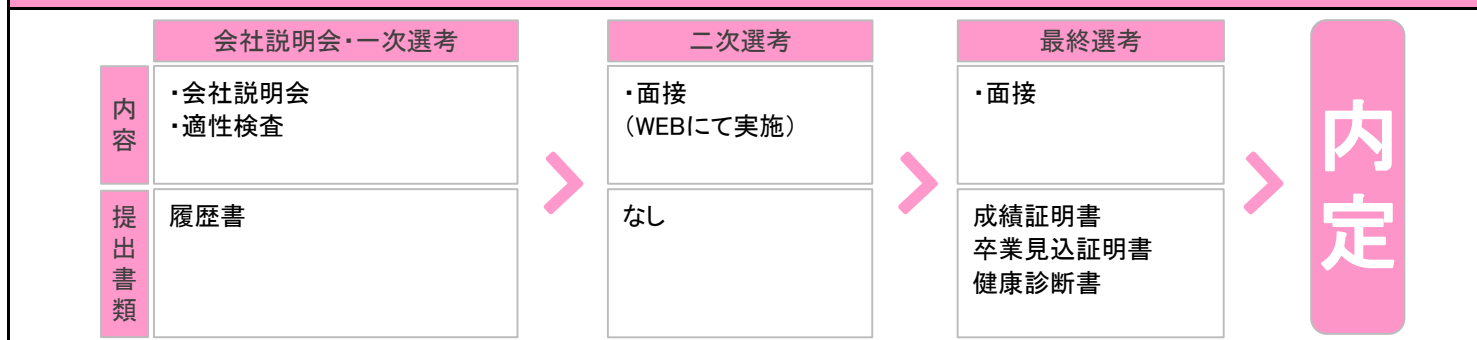 会社説明会・一次選考
二次選考
最終選考
内容
・会社説明会
・適性検査
・面接
（WEBにて実施）
・面接
提出書類
履歴書
なし
成績証明書
卒業見込証明書
健康診断書
内定